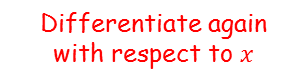 Differentiate again
with respect to 𝑥